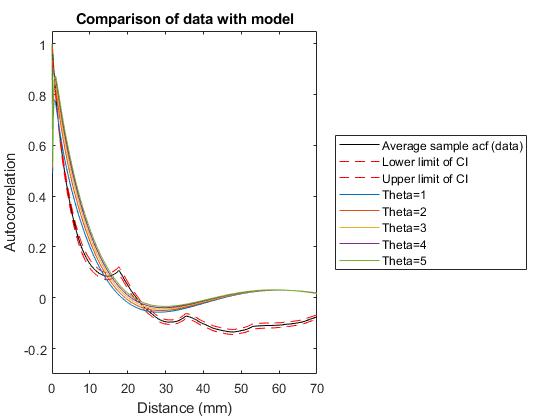 Comparison of data with model
1
0.8
0.6
0.4
0.2
0
-0.2
Autocorrelation
0 10 20 30 40 50 60 70
Distance (mm)
Average sample acf (data)
Lower limit of CI
Upper limit of CI
Theta=1
Theta=2
Theta=3
Theta=4
Theta=5